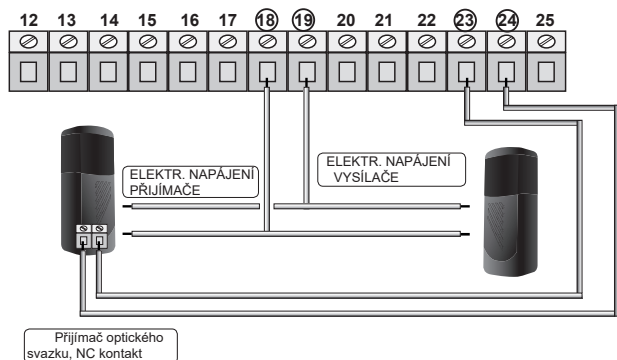 12 13 14 15 16 17 18 19 20 21 22 23 24 25
ELEKTR. NAPÁJENÍ
PŘIJÍMAČE
ELEKTR. NAPÁJENÍ
VYSÍLAČE
Přijímač optického
svazku, NC kontakt